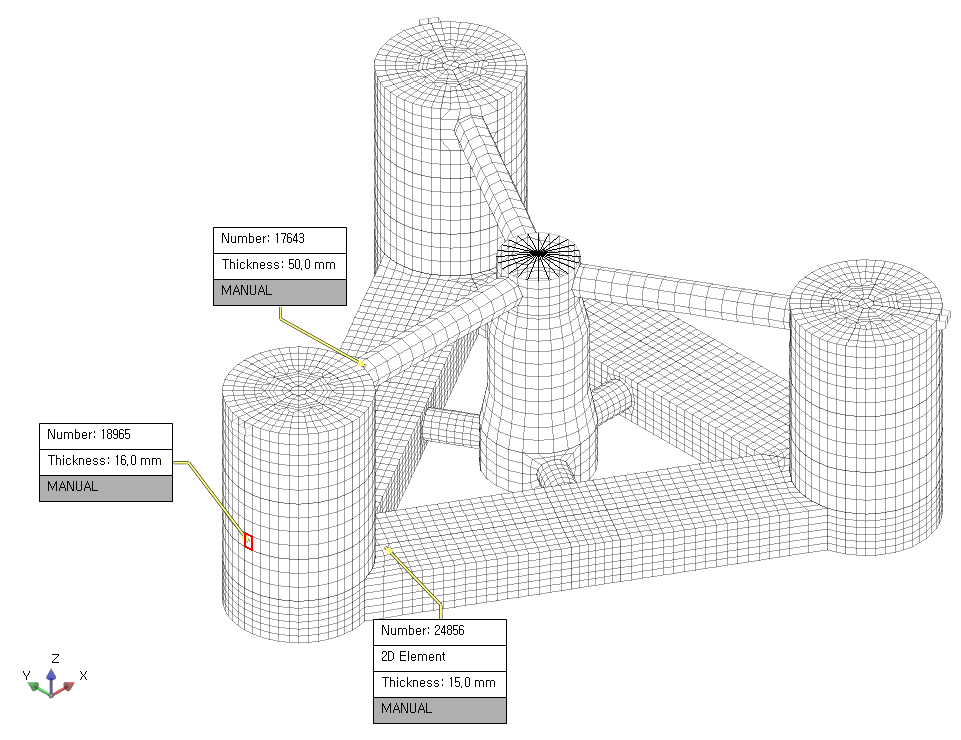 Number: 17643
Thickness: 50,0 mm
MANUAL
Number: 18965
Thickness: 16,0 mm
MANUAL
Number: 24856
2D Element
Thickness: 15,0 mm
MANUAL
Z
Y
X